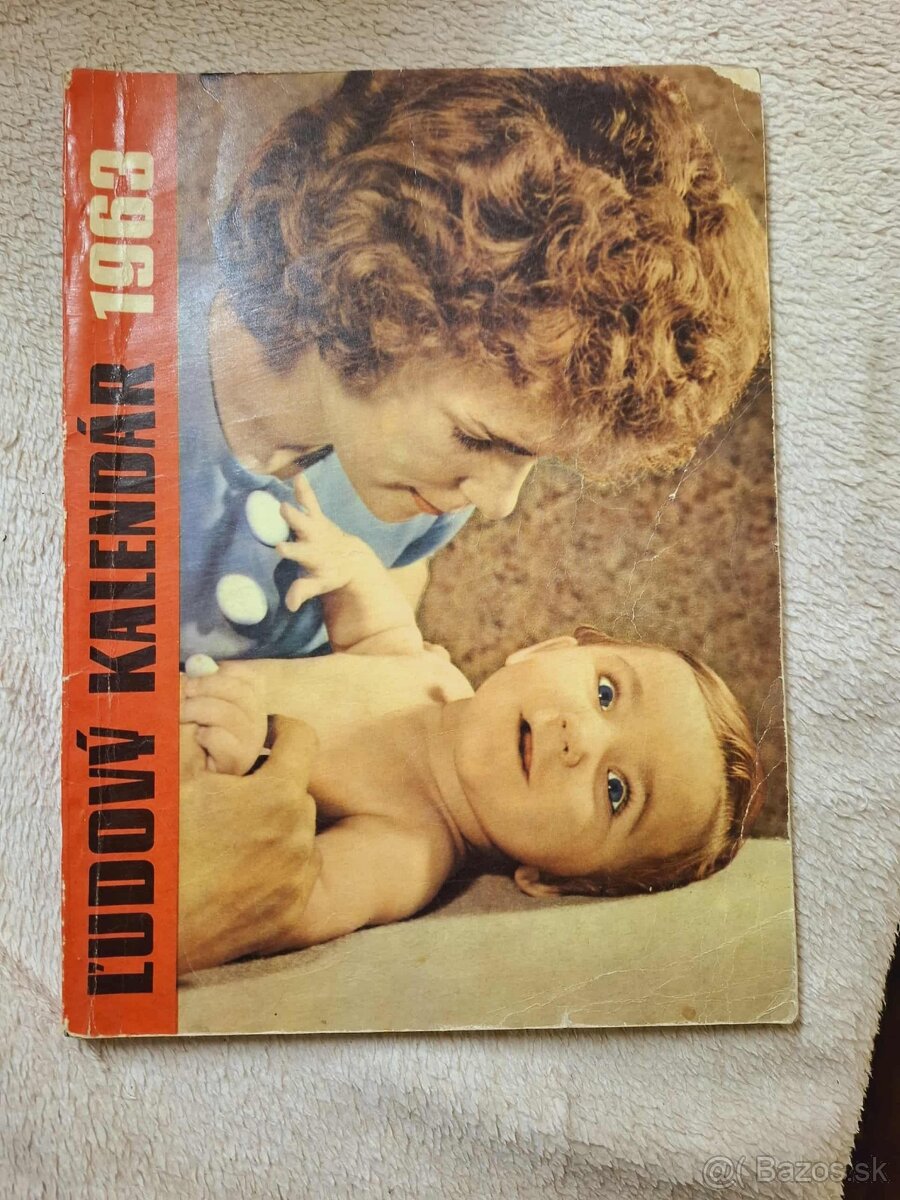 ĽUDOVÝ KALENDÁR 1963
@( Bazos.sk